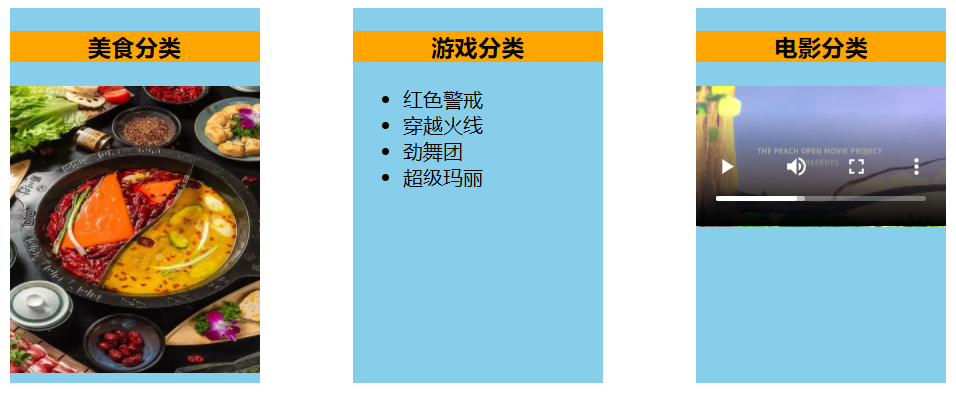 美食分类
游戏分类
红色警戒
穿越火线
劲舞团
超级玛丽
电影分类
THE PEACH OPEN MOVIE PROJECT
PRESENTS